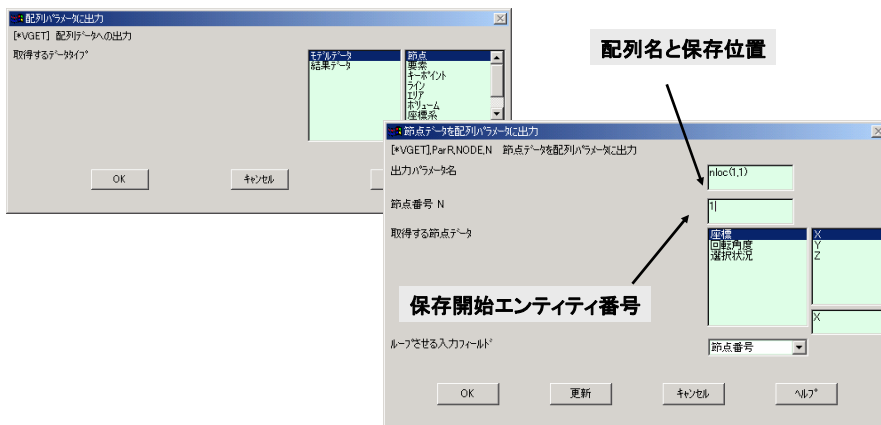 配列パラメータに出力
[*VGET] 配列データへの出力
取得するデータタイプ
モデルデータ
結果データ
節点
要素
キーポイント
ライン
エリア
ボリューム
座標系
OK
キャンセル
配列名と保存位置
節点データを配列パラメータに出力
[*VGET],ParR,NODE,N 節点データを配列パラメータに出力
出力パラメータ名
nloc(1,1)
節点番号 N
1
取得する節点データ
座標
回転角度
選択状況
X
Y
Z
X
保存開始エンティティ番号
ループさせる入力フィールド
節点番号
OK
更新
キャンセル
ヘルプ